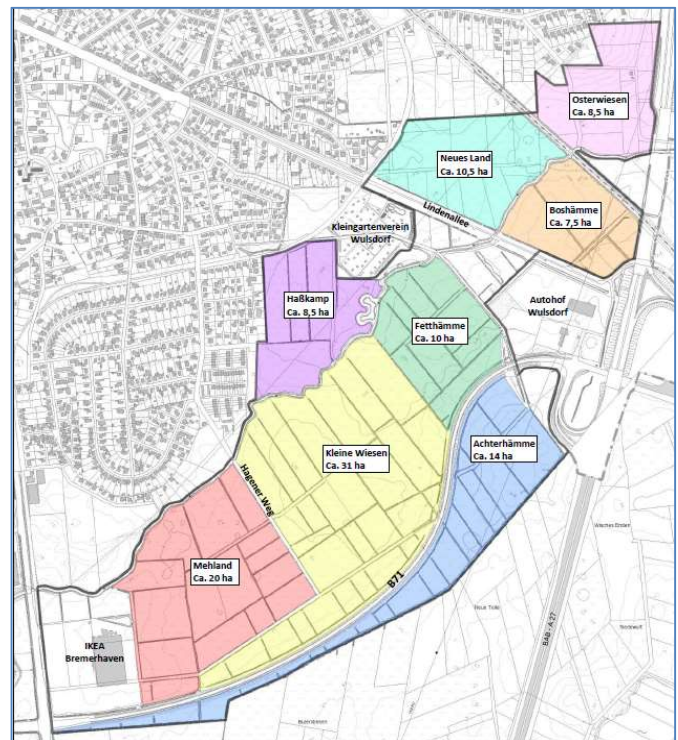 Osterwiesen
Ca. 8,5 ha
Neues Land
Ca. 10,5 ha
Lindenallee
Boshämme
Ca. 7,5 ha
Kleingartenverein
Wulsdorf
Haßkamp
Ca. 8,5 ha
Fetthämme
Ca. 10 ha
Autohof
Wulsdorf
Kleine Wiesen
Ca. 31 ha
Achterhämme
Ca. 14 ha
Hagener Weg
Mehland
Ca. 20 ha
B71
BAB - A 27
IKEA
Bremerhaven